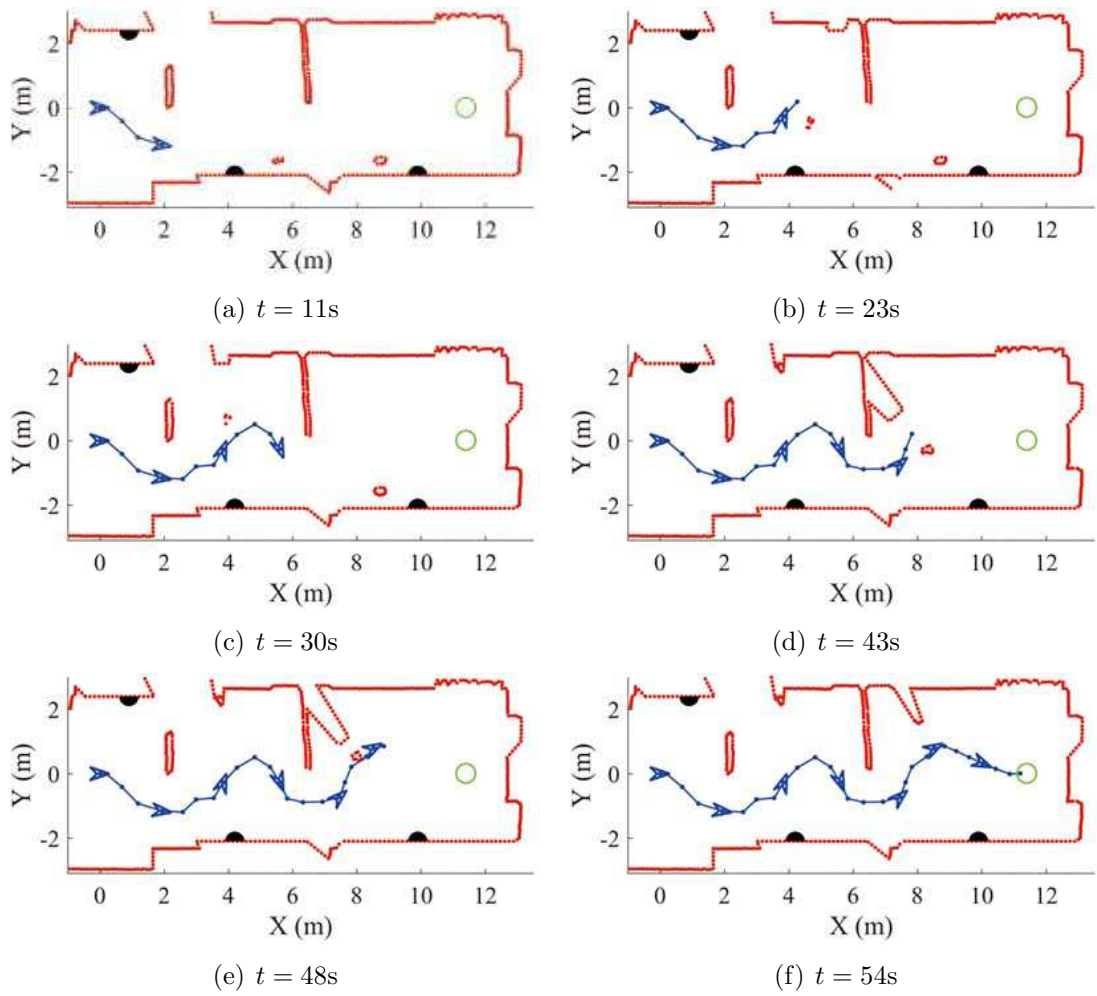 2
0
-2
Y (m)
0 2 4 6 8 10 12
X (m)
(a) t = 11s
2
0
-2
Y (m)
0 2 4 6 8 10 12
X (m)
(b) t = 23s
2
0
-2
Y (m)
0 2 4 6 8 10 12
X (m)
(c) t = 30s
2
0
-2
Y (m)
0 2 4 6 8 10 12
X (m)
(d) t = 43s
2
0
-2
Y (m)
0 2 4 6 8 10 12
X (m)
(e) t = 48s
2
0
-2
Y (m)
0 2 4 6 8 10 12
X (m)
(f) t = 54s